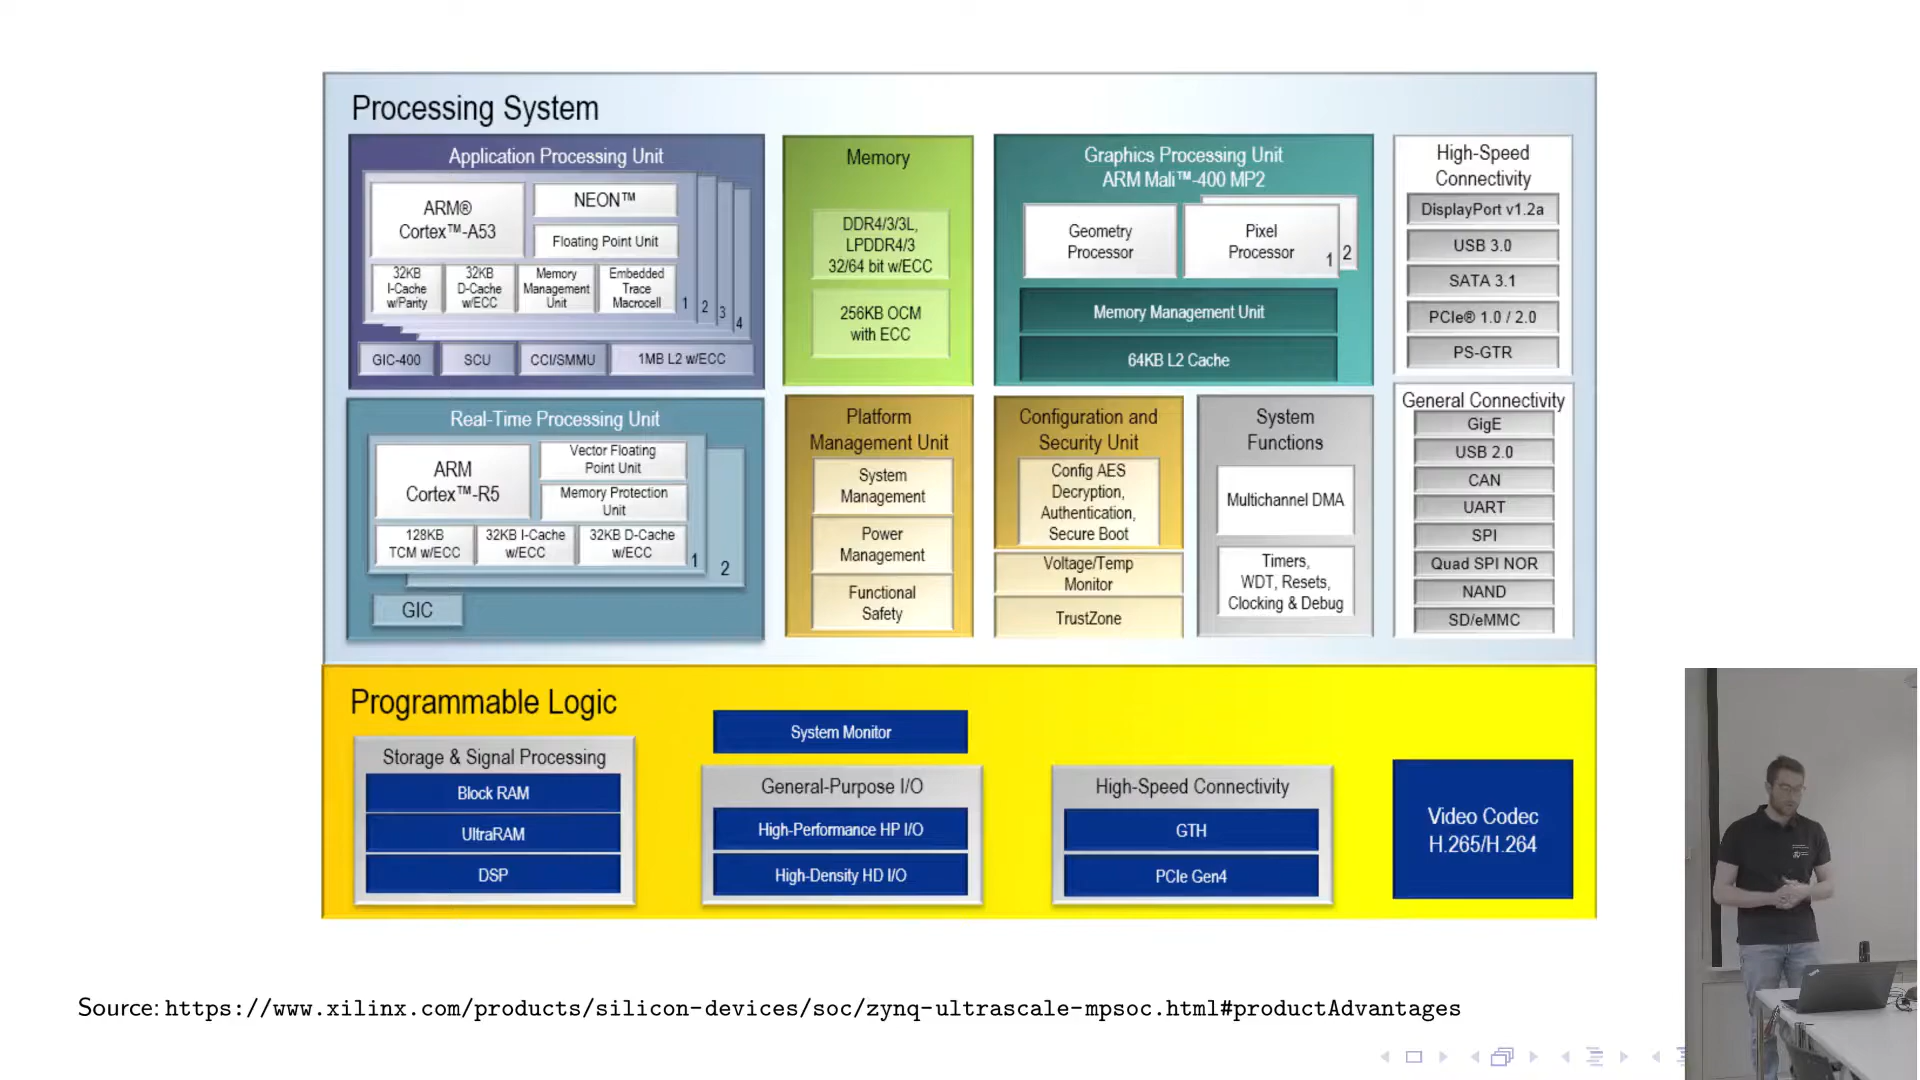 Processing System
Application Processing Unit
ARM®
Cortex™-A53
NEON™
Floating Point Unit
32KB
I-Cache
w/Parity
32KB
D-Cache
w/ECC
Memory
Management
Unit
Embedded
Trace
Macrocell
1
2
3
4
GIC-400
SCU
CCI/SMMU
1MB L2 w/ECC
Memory
DDR4/3/3L,
LPDDR4/3
32/64 bit w/ECC
256KB OCM
with ECC
Graphics Processing Unit
ARM Mali™-400 MP2
Geometry
Processor
Pixel
Processor
1
2
Memory Management Unit
64KB L2 Cache
High-Speed
Connectivity
DisplayPort v1.2a
USB 3.0
SATA 3.1
PCIe® 1.0 / 2.0
PS-GTR
Real-Time Processing Unit
ARM
Cortex™-R5
Vector Floating
Point Unit
Memory Protection
Unit
128KB
TCM w/ECC
32KB I-Cache
w/ECC
32KB D-Cache
w/ECC
1
2
GIC
Platform
Management Unit
System
Management
Power
Management
Functional
Safety
Configuration and
Security Unit
Config AES
Decryption,
Authentication,
Secure Boot
Voltage/Temp
Monitor
TrustZone
System
Functions
Multichannel DMA
Timers,
WDT, Resets,
Clocking & Debug
General Connectivity
GigE
USB 2.0
CAN
UART
SPI
Quad SPI NOR
NAND
SD/eMMC
Programmable Logic
Storage & Signal Processing
Block RAM
UltraRAM
DSP
System Monitor
General-Purpose I/O
High-Performance HP I/O
High-Density HD I/O
High-Speed Connectivity
GTH
PCIe Gen4
Video Codec
H.265/H.264
Source: https://www.xilinx.com/products/silicon-devices/soc/zynq-ultrascale-mpsoc.html#productAdvantages